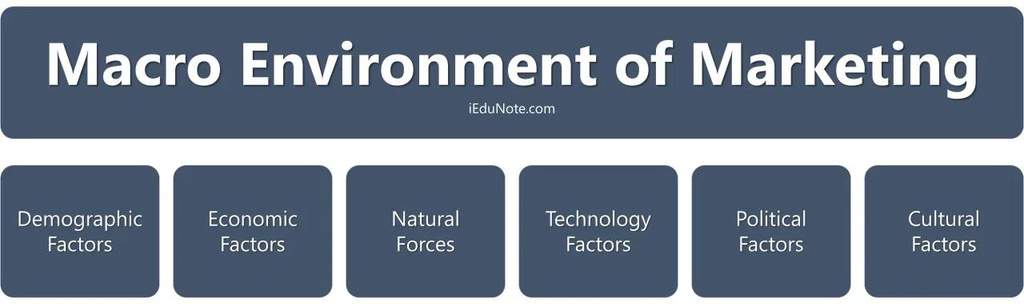 Macro Environment of Marketing
iEduNote.com
Demographic
Factors
Economic
Factors
Natural
Forces
Technology
Factors
Political
Factors
Cultural
Factors